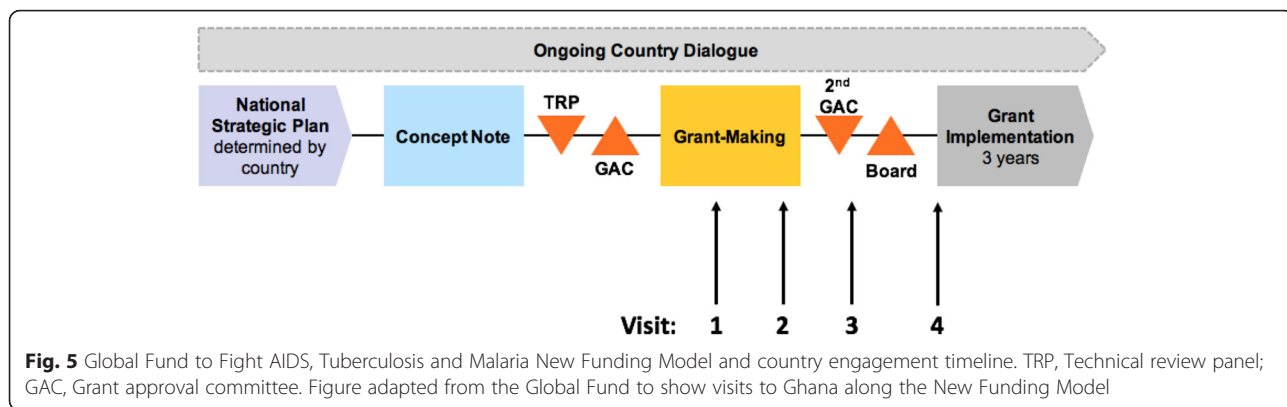 Ongoing Country Dialogue
National
Strategic Plan
determined by
country
Concept Note
TRP
GAC
Grant-Making
2nd
GAC
Board
Grant
Implementation
3 years
Visit: 1 2 3 4
Fig. 5 Global Fund to Fight AIDS, Tuberculosis and Malaria New Funding Model and country engagement timeline. TRP, Technical review panel;
GAC, Grant approval committee. Figure adapted from the Global Fund to show visits to Ghana along the New Funding Model